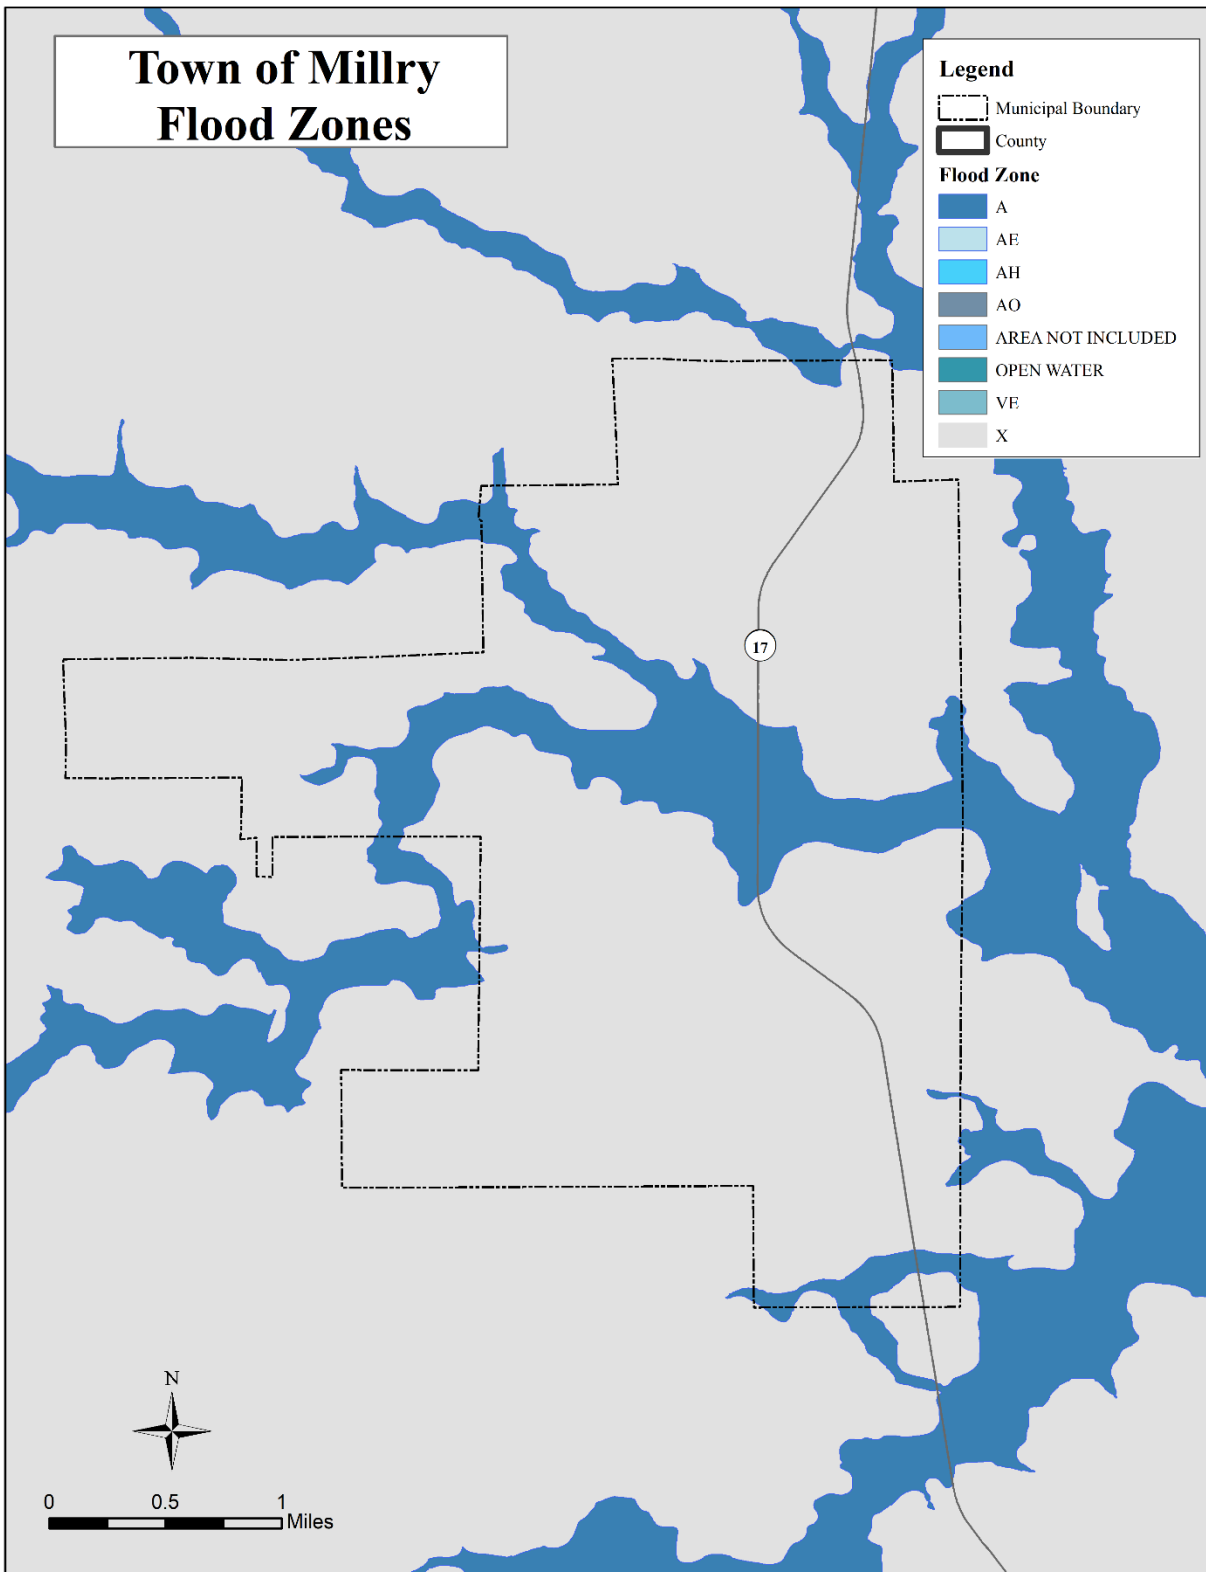 Town of Millry
Flood Zones
Legend
Municipal Boundary
County
Flood Zone
A
AE
AH
AO
AREA NOT INCLUDED
OPEN WATER
VE
X
17
N
0 0.5 1
Miles